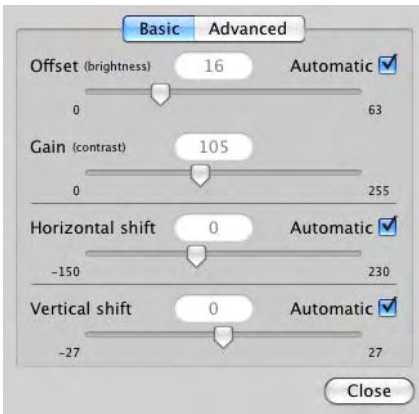 Basic Advanced
Offset (brightness) 16 Automatic
0 63
Gain (contrast) 105
0 255
Horizontal shift 0 Automatic
-150 230
Vertical shift 0 Automatic
-27 27
Close